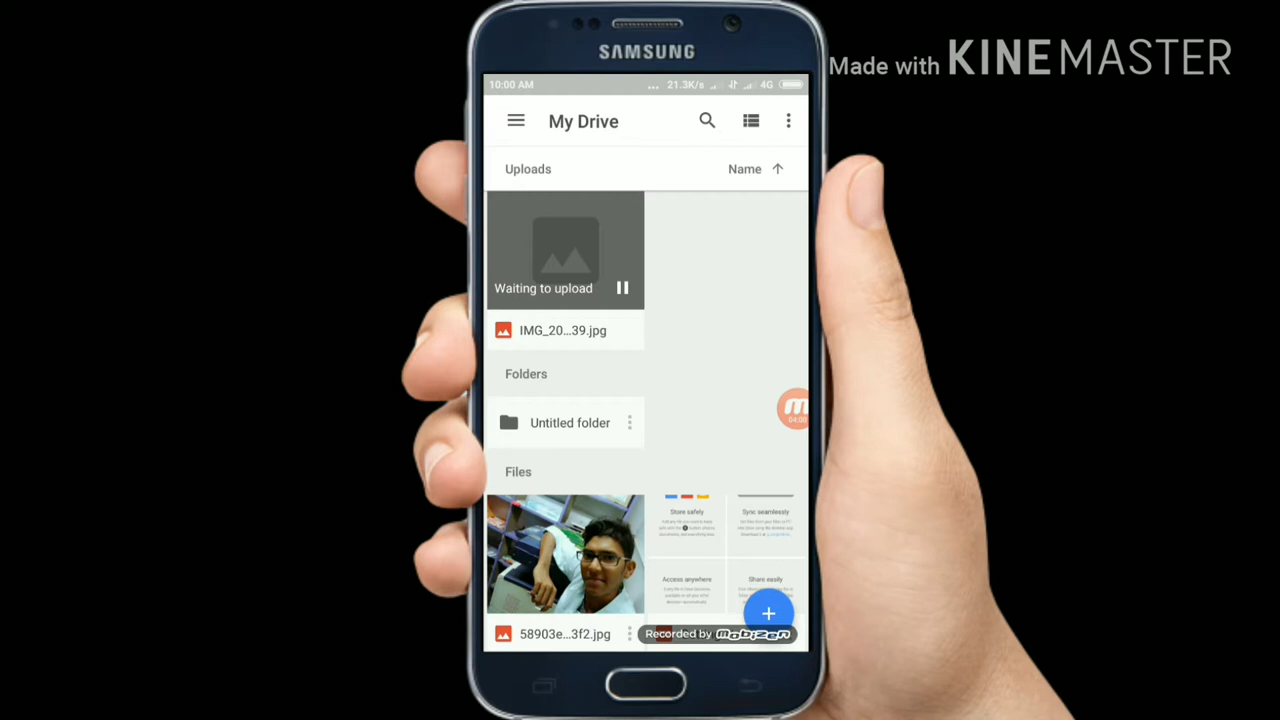 Made with KINEMASTER
SAMSUNG
10:00 AM ... 21.3K/s 4G
My Drive
Uploads Name
Waiting to upload
IMG_20...39.jpg
Folders
Untitled folder
04:00
Files
Store safely Sync seamlessly
Access anywhere Share easily
58903e...3f2.jpg
Recorded by mobizen